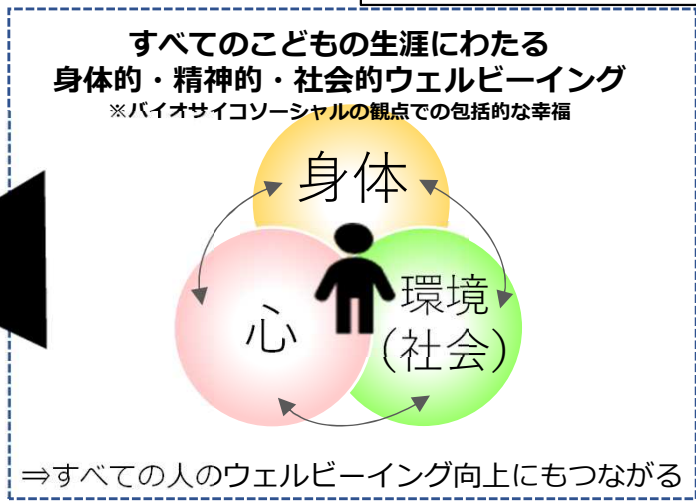 すべてのこどもの生涯にわたる
身体的・精神的・社会的ウェルビーイング
※バイオサイコソーシャルの観点での包括的な幸福
身体
心
環境
(社会)
⇒すべての人のウェルビーイング向上にもつながる